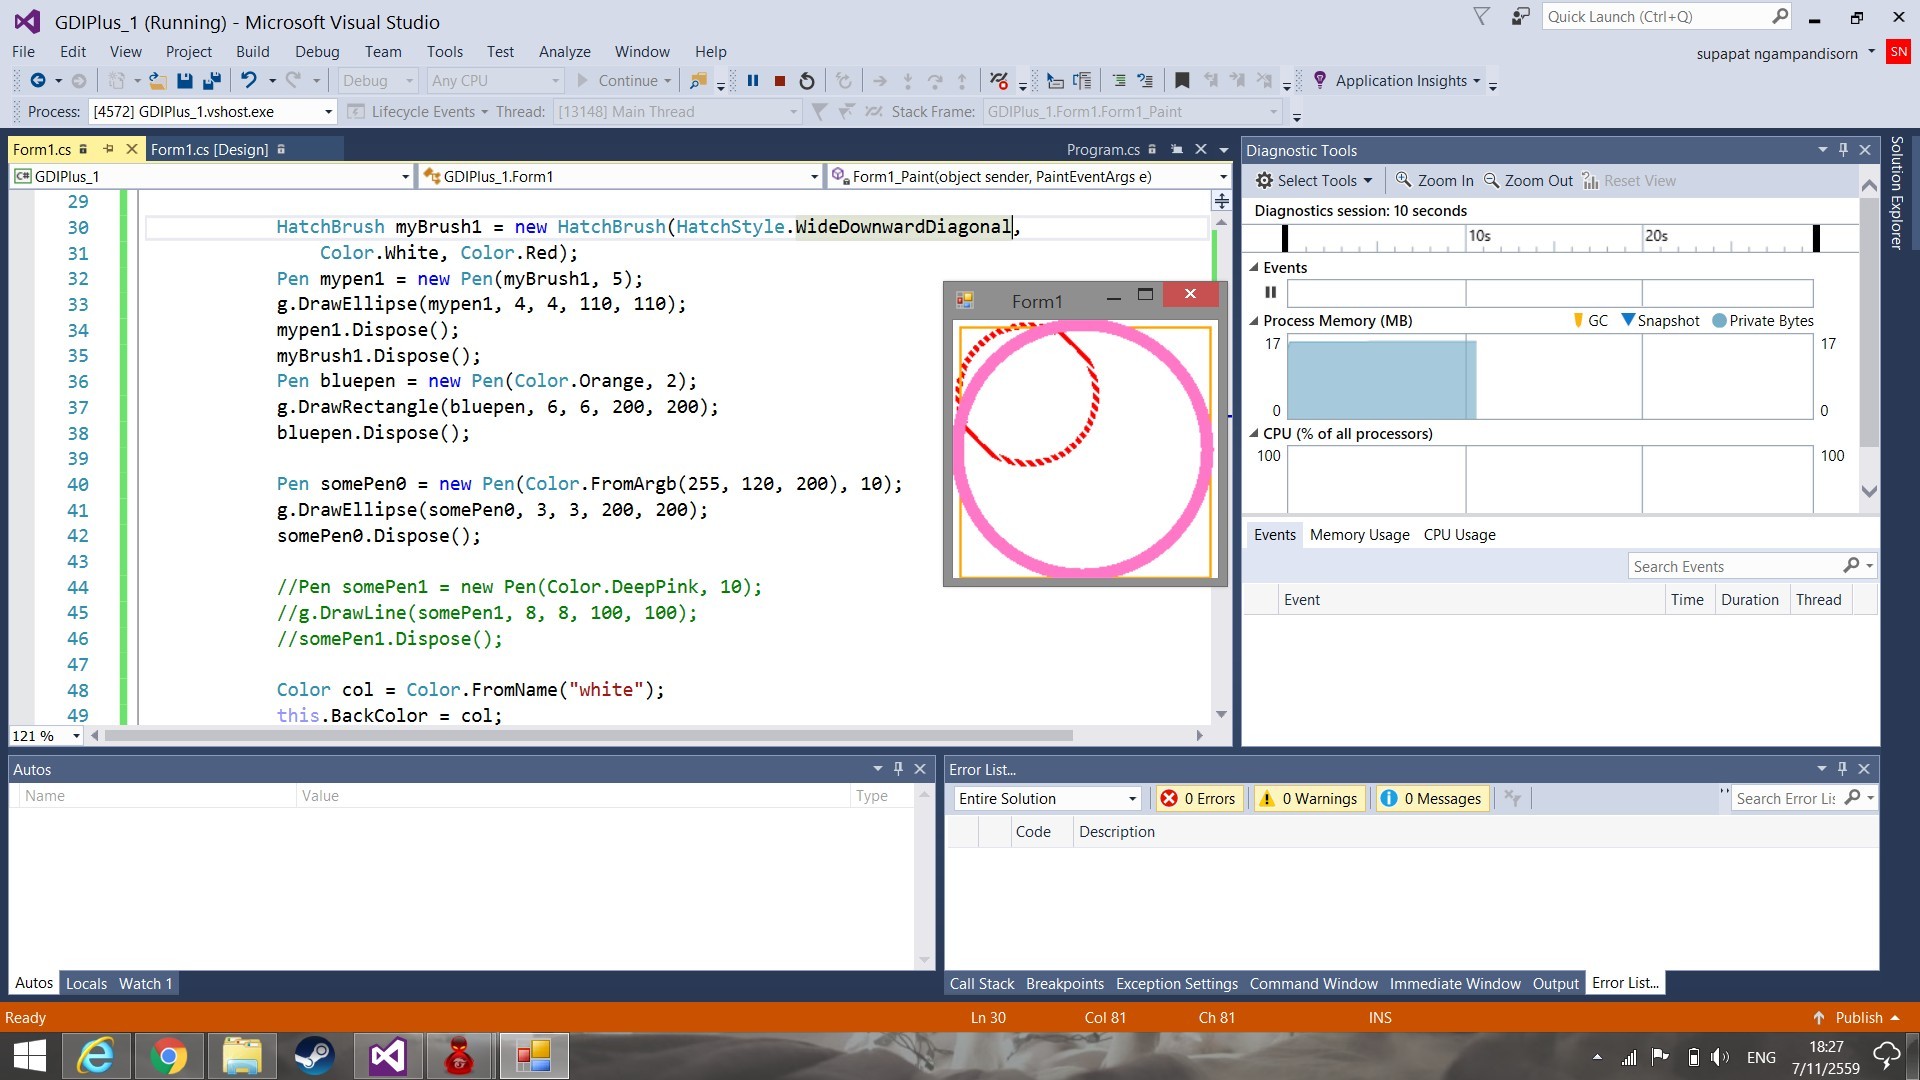 GDIPlus_1 (Running) - Microsoft Visual Studio
Quick Launch (Ctrl+Q)
File Edit View Project Build Debug Team Tools Test Analyze Window Help
supapat ngampandisorn SN
Debug Any CPU Continue Application Insights
Process: [4572] GDIPlus_1.vshost.exe Lifecycle Events Thread: [13148] Main Thread Stack Frame: GDIPlus_1.Form1.Form1_Paint
Form1.cs Form1.cs [Design] Program.cs
GDIPlus_1 GDIPlus_1.Form1 Form1_Paint(object sender, PaintEventArgs e)
29
30 HatchBrush myBrush1 = new HatchBrush(HatchStyle.WideDownwardDiagonal,
31 Color.White, Color.Red);
32 Pen mypen1 = new Pen(myBrush1, 5);
33 g.DrawEllipse(mypen1, 4, 4, 110, 110);
34 mypen1.Dispose();
35 myBrush1.Dispose();
36 Pen bluepen = new Pen(Color.Orange, 2);
37 g.DrawRectangle(bluepen, 6, 6, 200, 200);
38 bluepen.Dispose();
39
40 Pen somePen0 = new Pen(Color.FromArgb(255, 120, 200), 10);
41 g.DrawEllipse(somePen0, 3, 3, 200, 200);
42 somePen0.Dispose();
43
44 //Pen somePen1 = new Pen(Color.DeepPink, 10);
45 //g.DrawLine(somePen1, 8, 8, 100, 100);
46 //somePen1.Dispose();
47
48 Color col = Color.FromName("white");
49 this.BackColor = col;
121 %
Form1
Diagnostic Tools
Select Tools Zoom In Zoom Out Reset View
Diagnostics session: 10 seconds
10s 20s
Events
Process Memory (MB) GC Snapshot Private Bytes
17 17
0 0
CPU (% of all processors)
100 100
Events Memory Usage CPU Usage
Search Events
Event Time Duration Thread
Solution Explorer
Autos
Name Value Type
Autos Locals Watch 1
Error List...
Entire Solution 0 Errors 0 Warnings 0 Messages Search Error Lis
Code Description
Call Stack Breakpoints Exception Settings Command Window Immediate Window Output Error List...
Ready Ln 30 Col 81 Ch 81 INS Publish
ENG
18:27
7/11/2559